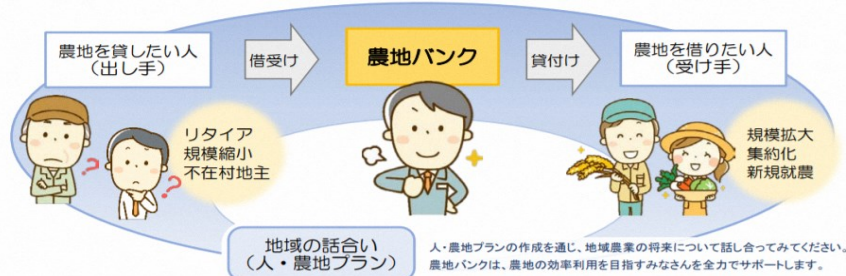 農地を貸したい人
(出し手)
借受け
農地バンク
貸付け
農地を借りたい人
(受け手)
リタイア
規模縮小
不在村地主
規模拡大
集約化
新規就農
地域の話合い
(人・農地プラン)
人・農地プランの作成を通じ、地域農業の将来について話し合ってみてください。
農地バンクは、農地の効率利用を目指すみなさんを全力でサポートします。